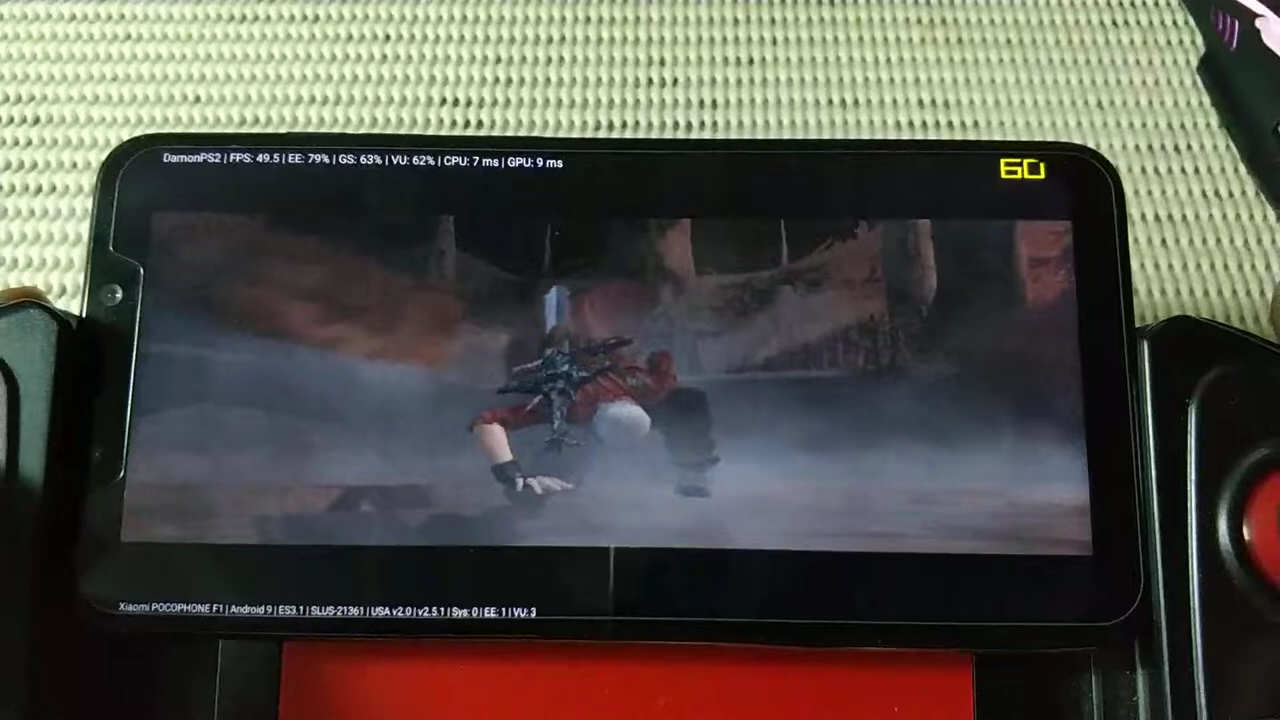 DamonPS2 | FPS: 49.5 | EE: 79% | GS: 63% | VU: 62% | CPU: 7 ms | GPU: 9 ms
60
Xiaomi POCOPHONE F1 | Android 9 | ES3.1 | SLUS-21361 | USA v2.0 | v2.5.1 | Sys: 0 | EE: 1 | VU: 3